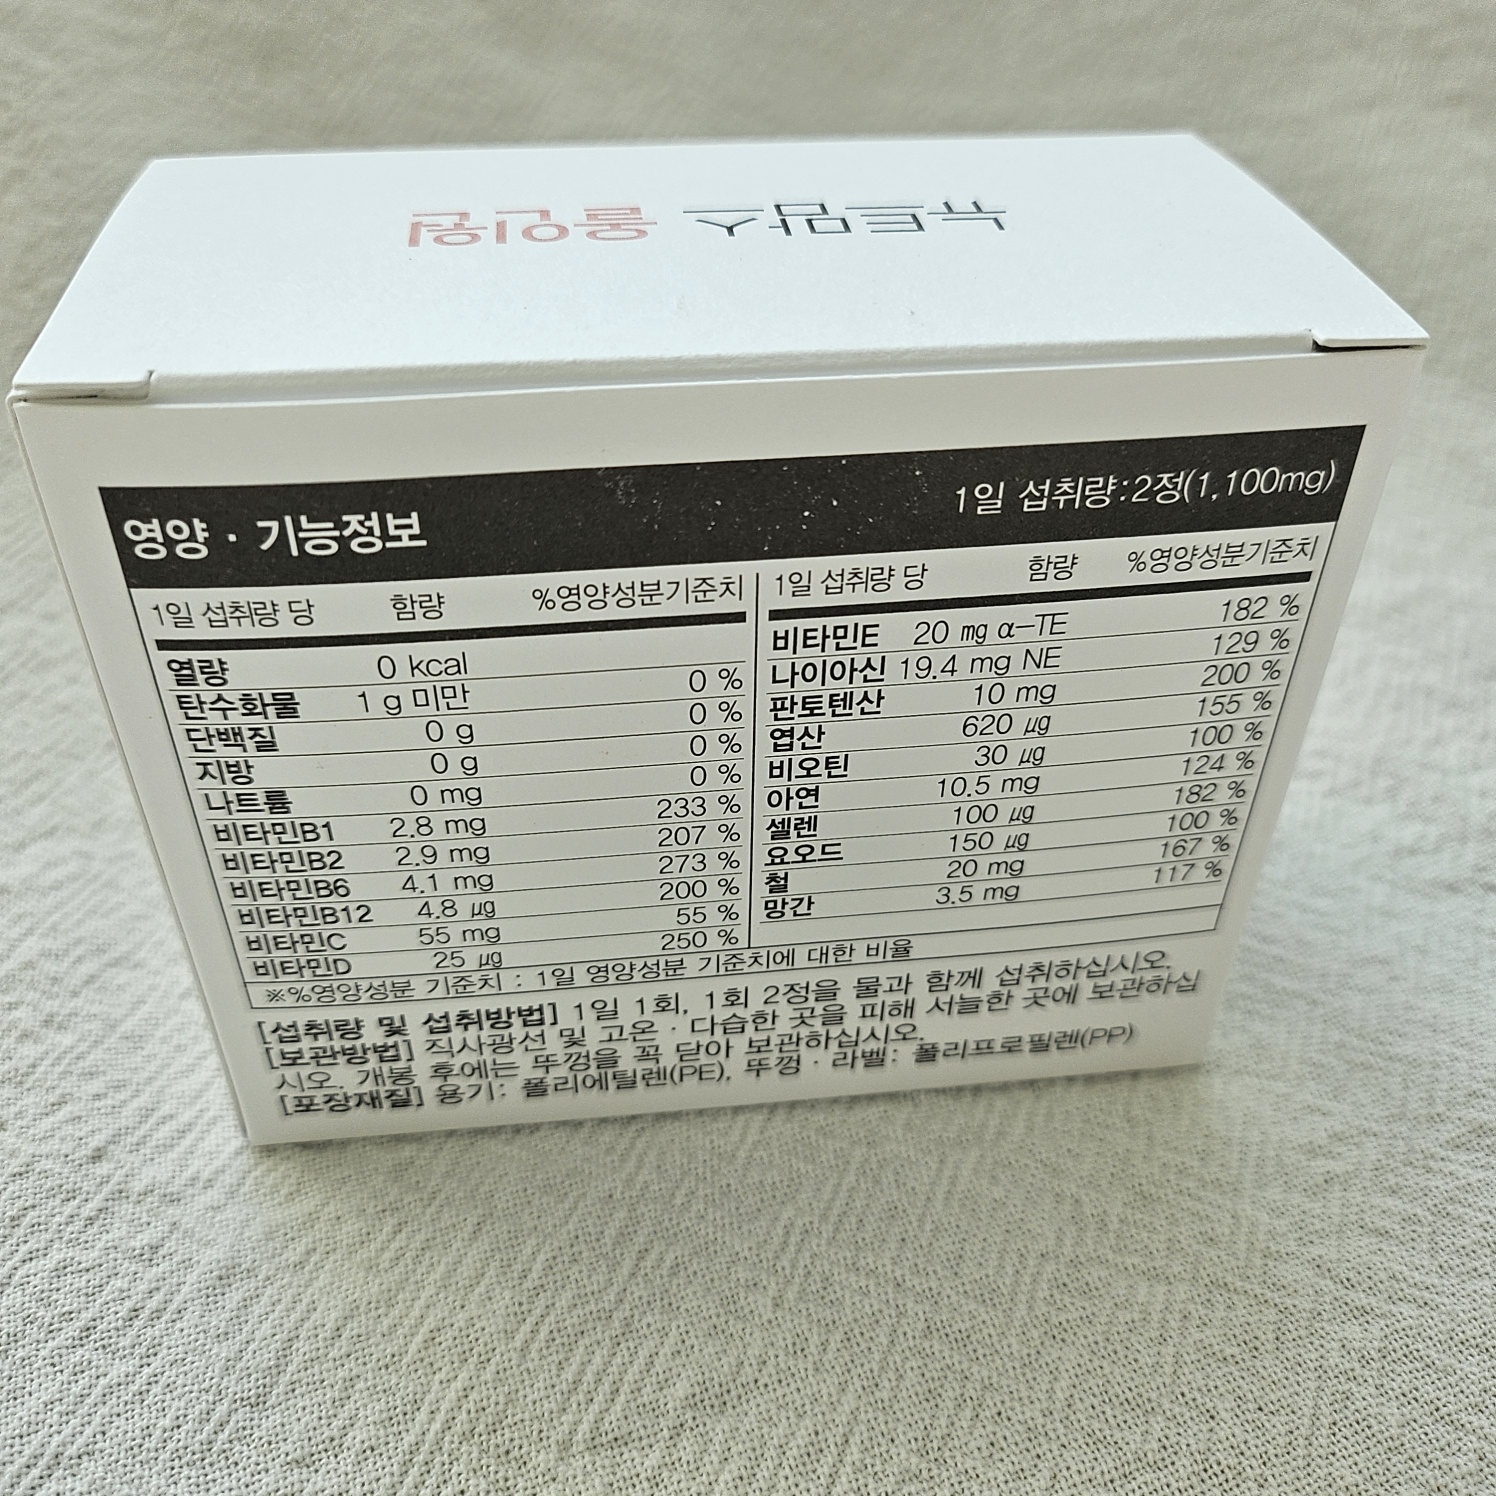 뉴트맘스 올인원
영양 · 기능정보 1일 섭취량:2정(1,100mg)
1일 섭취량 당 함량 %영양성분기준치
열량 0 kcal
탄수화물 1 g 미만 0 %
단백질 0 g 0 %
지방 0 g 0 %
나트륨 0 mg 0 %
비타민B1 2.8 mg 233 %
비타민B2 2.9 mg 207 %
비타민B6 4.1 mg 273 %
비타민B12 4.8 μg 200 %
비타민C 55 mg 55 %
비타민D 25 μg 250 %
1일 섭취량 당 함량 %영양성분기준치
비타민E 20 mg α-TE 182 %
나이아신 19.4 mg NE 129 %
판토텐산 10 mg 200 %
엽산 620 μg 155 %
비오틴 30 μg 100 %
아연 10.5 mg 124 %
셀렌 100 μg 182 %
요오드 150 μg 100 %
철 20 mg 167 %
망간 3.5 mg 117 %
※%영양성분 기준치 : 1일 영양성분 기준치에 대한 비율
[섭취량 및 섭취방법] 1일 1회, 1회 2정을 물과 함께 섭취하십시오.
[보관방법] 직사광선 및 고온 · 다습한 곳을 피해 서늘한 곳에 보관하십
시오. 개봉 후에는 뚜껑을 꼭 닫아 보관하십시오.
[포장재질] 용기: 폴리에틸렌(PE), 뚜껑 · 라벨: 폴리프로필렌(PP)